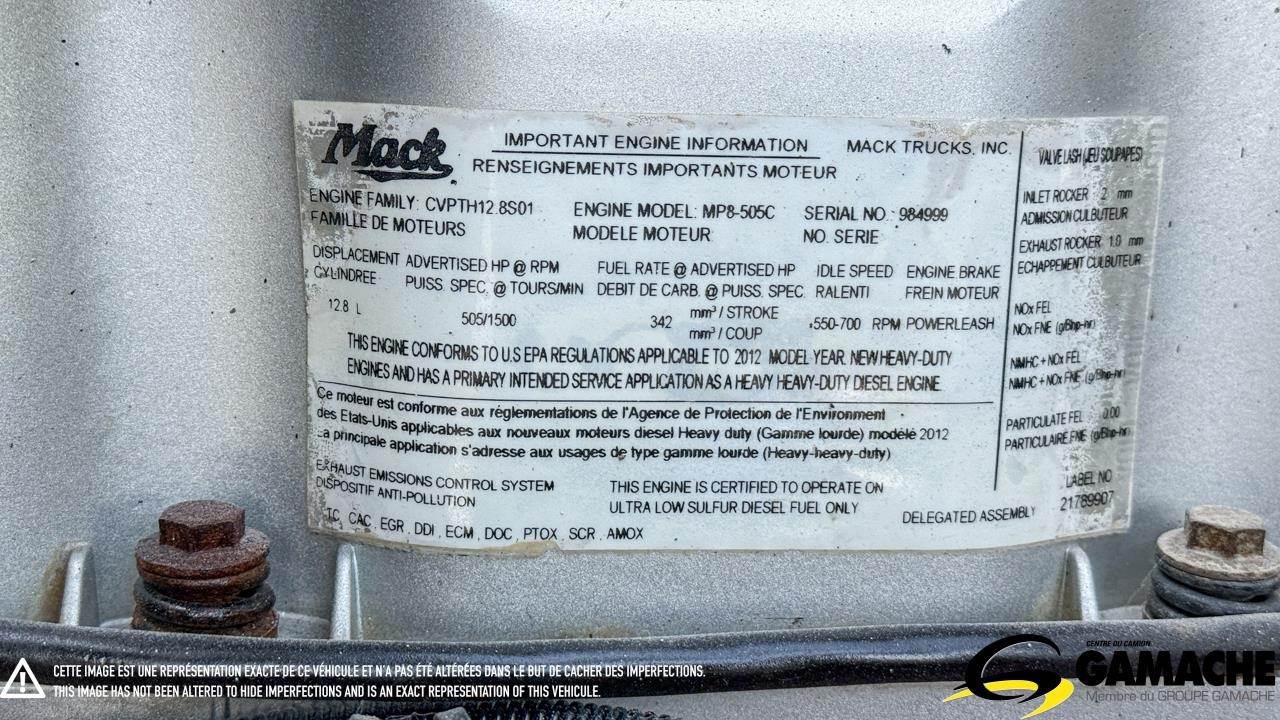 Mack
IMPORTANT ENGINE INFORMATION
MACK TRUCKS, INC.
RENSEIGNEMENTS IMPORTANTS MOTEUR
ENGINE FAMILY: CVPTH12.8S01
FAMILLE DE MOTEURS
ENGINE MODEL: MP8-505C
MODELE MOTEUR
SERIAL NO.: 984999
NO. SERIE
DISPLACEMENT
CYLINDREE
12.8 L
ADVERTISED HP @ RPM
PUISS. SPEC. @ TOURS/MIN
505/1500
FUEL RATE @ ADVERTISED HP
DEBIT DE CARB. @ PUISS. SPEC.
342
mm³ / STROKE
mm³ / COUP
IDLE SPEED
RALENTI
550-700 RPM
ENGINE BRAKE
FREIN MOTEUR
POWERLEASH
THIS ENGINE CONFORMS TO U.S EPA REGULATIONS APPLICABLE TO 2012 MODEL YEAR NEW HEAVY-DUTY
ENGINES AND HAS A PRIMARY INTENDED SERVICE APPLICATION AS A HEAVY HEAVY-DUTY DIESEL ENGINE.
Ce moteur est conforme aux réglementations de l'Agence de Protection de l'Environment
des Etats-Unis applicables aux nouveaux moteurs diesel Heavy duty (Gamme lourde) modélé 2012
La principale application s'adresse aux usages de type gamme lourde (Heavy-heavy-duty)
EXHAUST EMISSIONS CONTROL SYSTEM
DISPOSITIF ANTI-POLLUTION
TC, CAC, EGR, DDI, ECM, DOC, PTOX, SCR, AMOX
THIS ENGINE IS CERTIFIED TO OPERATE ON
ULTRA LOW SULFUR DIESEL FUEL ONLY
DELEGATED ASSEMBLY
VALVE LASH (JEU SOUPAPES)
INLET ROCKER .2 mm
ADMISSION CULBUTEUR
EXHAUST ROCKER 1.0 mm
ECHAPPEMENT CULBUTEUR
NOx FEL
NOx FNE (g/Bhp-hr)
NMHC + NOx FEL
NMHC + NOx FNE (g/Bhp-hr)
PARTICULATE FEL 0.00
PARTICULAIRE FNE (g/Bhp-hr)
LABEL NO
21789907
CETTE IMAGE EST UNE REPRÉSENTATION EXACTE DE CE VÉHICULE ET N'A PAS ÉTÉ ALTÉRÉES DANS LE BUT DE CACHER DES IMPERFECTIONS.
THIS IMAGE HAS NOT BEEN ALTERED TO HIDE IMPERFECTIONS AND IS AN EXACT REPRESENTATION OF THIS VEHICULE.
CENTRE DU CAMION
GAMACHE
Membre du GROUPE GAMACHE